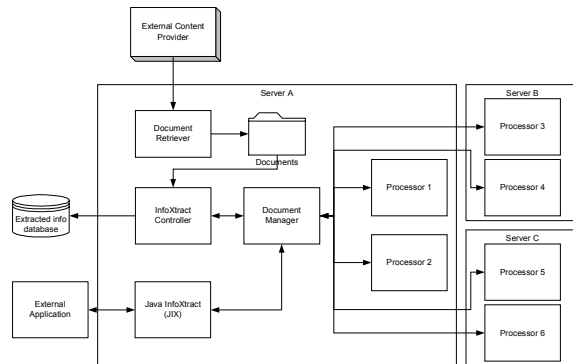 External Content
Provider
Server A
Server B
Document
Retriever
Documents
Processor 3
Processor 4
Processor 1
InfoXtract
Controller
Document
Manager
Extracted info
database
Server C
Processor 2
Processor 5
External
Application
Java InfoXtract
(JIX)
Processor 6